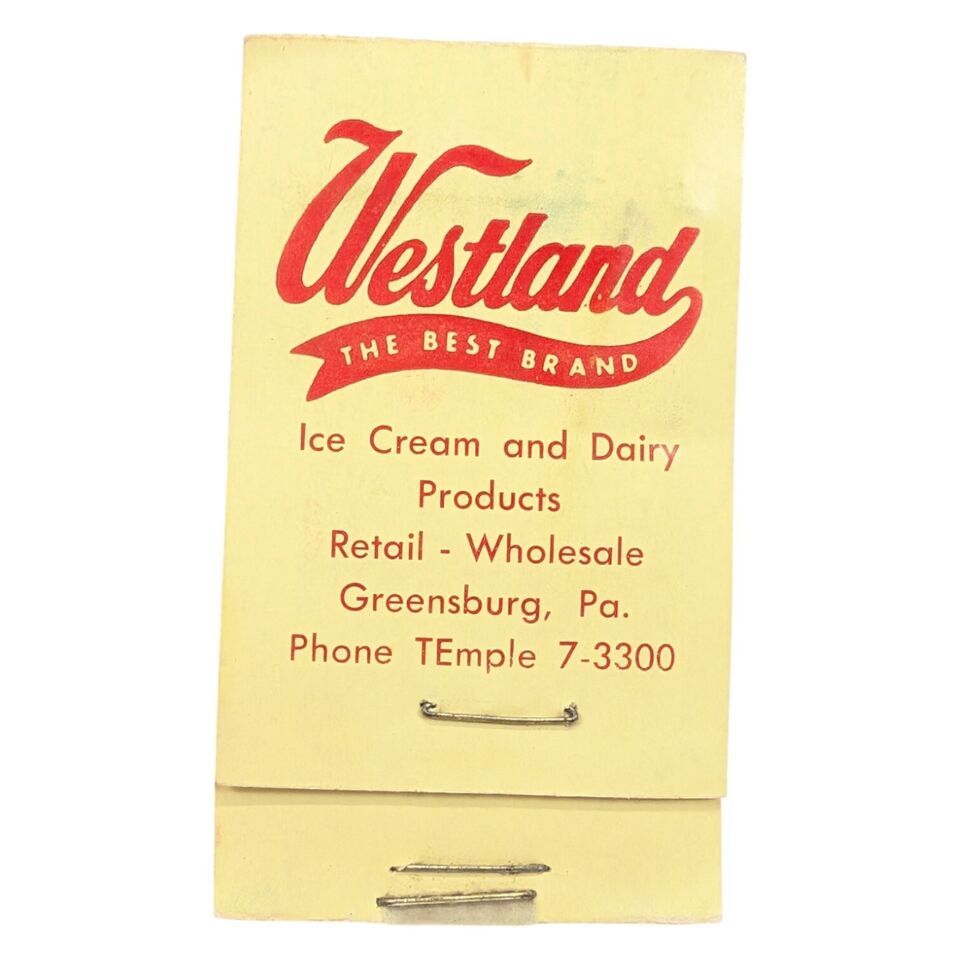 Westland
THE BEST BRAND
Ice Cream and Dairy
Products
Retail - Wholesale
Greensburg, Pa.
Phone TEmple 7-3300